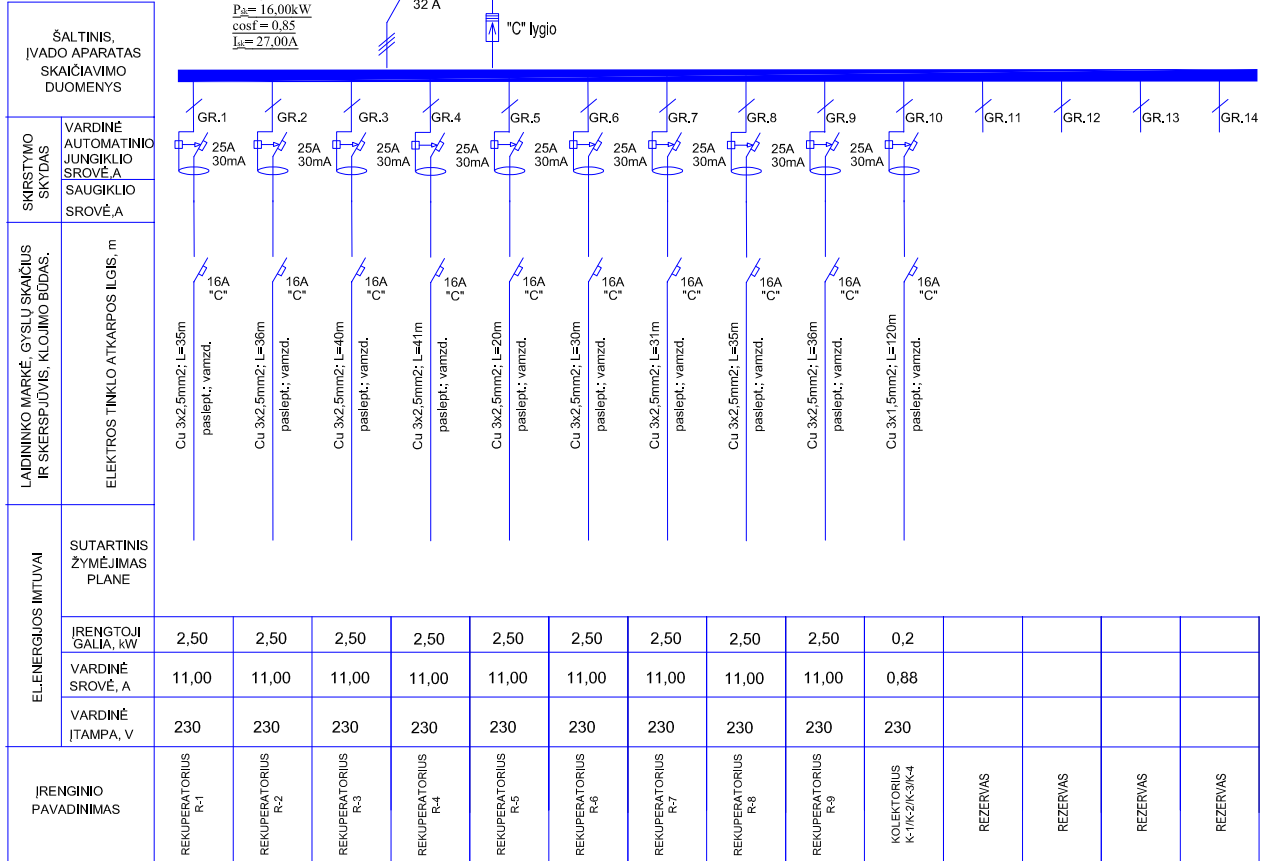 Psk= 16,00kW
cosf = 0,85
Isk= 27,00A
32 A
"C" lygio
ŠALTINIS,
ĮVADO APARATAS
SKAIČIAVIMO
DUOMENYS
GR.1
GR.2
GR.3
GR.4
GR.5
GR.6
GR.7
GR.8
GR.9
GR.10
GR.11
GR.12
GR.13
GR.14
SKIRSTYMO
SKYDAS
VARDINĖ
AUTOMATINIO
JUNGIKLIO
SROVĖ,A
25A
30mA
25A
30mA
25A
30mA
25A
30mA
25A
30mA
25A
30mA
25A
30mA
25A
30mA
25A
30mA
SAUGIKLIO
SROVĖ,A
LAIDININKO MARKĖ, GYSLŲ SKAIČIUS
IR SKERSPJŪVIS, KLOJIMO BŪDAS.
ELEKTROS TINKLO ATKARPOS ILGIS, m
16A
"C"
16A
"C"
16A
"C"
16A
"C"
16A
"C"
16A
"C"
16A
"C"
16A
"C"
16A
"C"
16A
"C"
Cu 3x2,5mm2; L=35m
paslept.; vamzd.
Cu 3x2,5mm2; L=36m
paslept.; vamzd.
Cu 3x2,5mm2; L=40m
paslept.; vamzd.
Cu 3x2,5mm2; L=41m
paslept.; vamzd.
Cu 3x2,5mm2; L=20m
paslept.; vamzd.
Cu 3x2,5mm2; L=30m
paslept.; vamzd.
Cu 3x2,5mm2; L=31m
paslept.; vamzd.
Cu 3x2,5mm2; L=35m
paslept.; vamzd.
Cu 3x2,5mm2; L=36m
paslept.; vamzd.
Cu 3x1,5mm2; L=120m
paslept.; vamzd.
EL.ENERGIJOS IMTUVAI
SUTARTINIS
ŽYMĖJIMAS
PLANE
ĮRENGTOJI
GALIA, kW
2,50 2,50 2,50 2,50 2,50 2,50 2,50 2,50 2,50 0,2
VARDINĖ
SROVĖ, A
11,00 11,00 11,00 11,00 11,00 11,00 11,00 11,00 11,00 0,88
VARDINĖ
ĮTAMPA, V
230 230 230 230 230 230 230 230 230 230
ĮRENGINIO
PAVADINIMAS
REKUPERATORIUS
R-1
REKUPERATORIUS
R-2
REKUPERATORIUS
R-3
REKUPERATORIUS
R-4
REKUPERATORIUS
R-5
REKUPERATORIUS
R-6
REKUPERATORIUS
R-7
REKUPERATORIUS
R-8
REKUPERATORIUS
R-9
KOLEKTORIUS
K-1/K-2/K-3/K-4
REZERVAS
REZERVAS
REZERVAS
REZERVAS